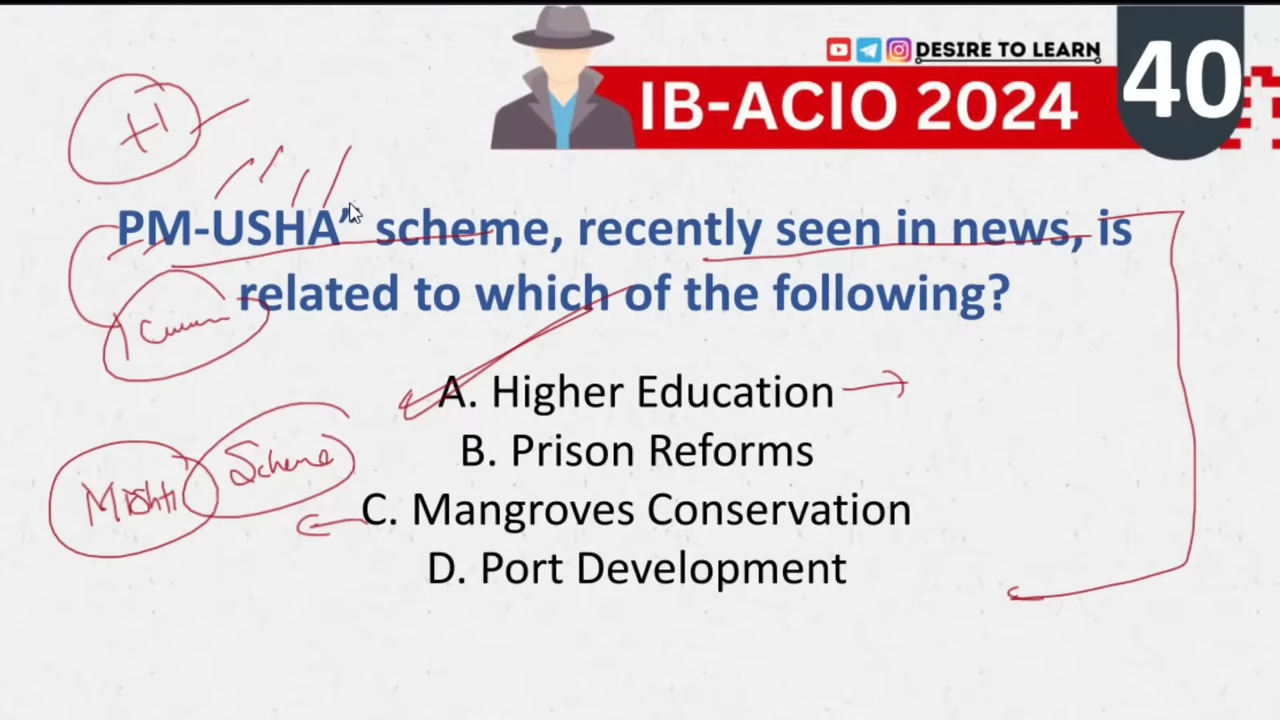 DESIRE TO LEARN
IB-ACIO 2024
40
H
PM-USHA’ scheme, recently seen in news, is
related to which of the following?
A. Higher Education
B. Prison Reforms
C. Mangroves Conservation
D. Port Development
Mishti Scheme